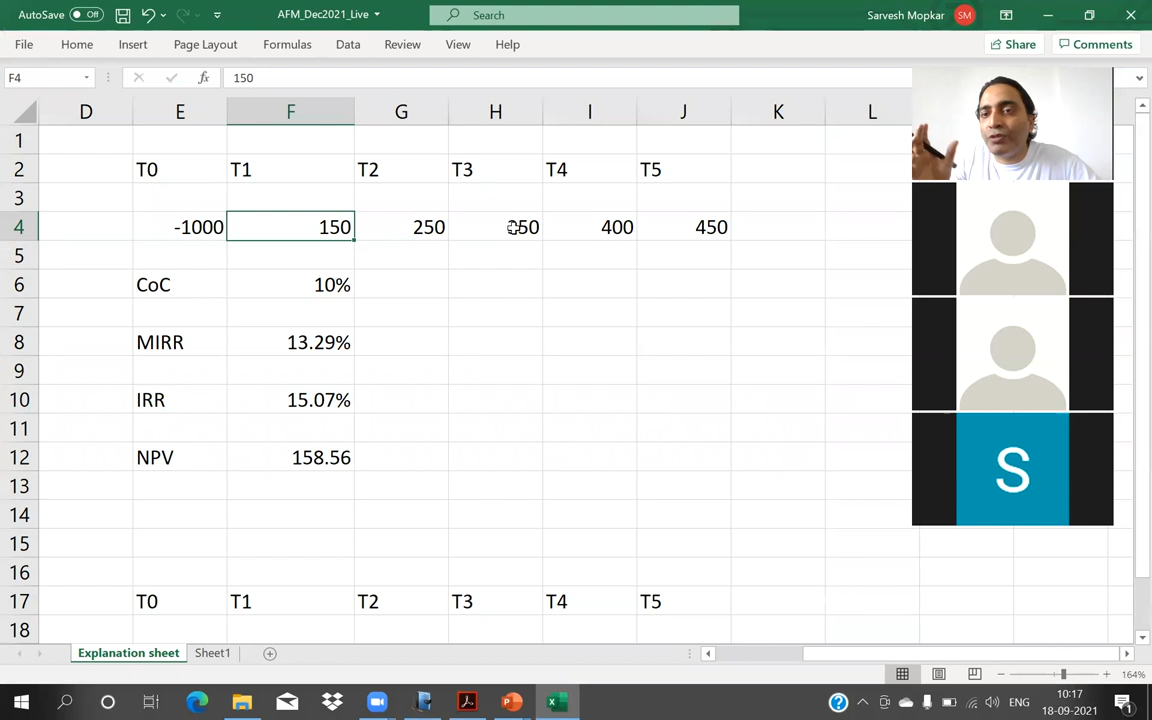 AutoSave Off AFM_Dec2021_Live Search Sarvesh Mopkar SM
File Home Insert Page Layout Formulas Data Review View Help Share Comments
F4 fx 150
D E F G H I J K L
1
2 T0 T1 T2 T3 T4 T5
3
4 -1000 150 250 400 450
5
6 CoC 10%
7
8 MIRR 13.29%
9
10 IRR 15.07%
11
12 NPV 158.56
13
14
15
16
17 T0 T1 T2 T3 T4 T5
18
S
Explanation sheet Sheet1
164%
ENG 10:17
18-09-2021 1